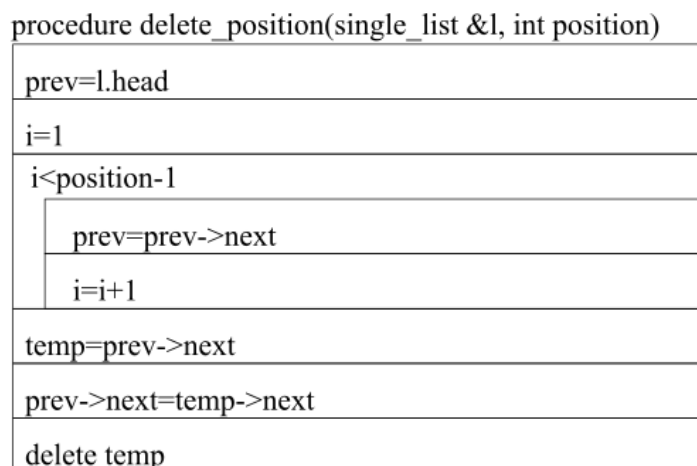 procedure delete_position(single_list &l, int position)
prev=l.head
i=1
i<position-1
prev=prev->next
i=i+1
temp=prev->next
prev->next=temp->next
delete temp